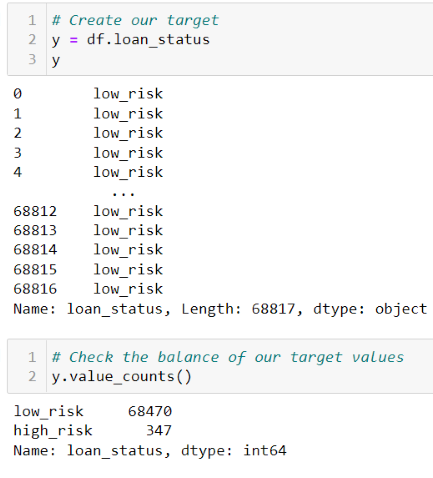 1 # Create our target
2 y = df.loan_status
3 y
0 low_risk
1 low_risk
2 low_risk
3 low_risk
4 low_risk
...
68812 low_risk
68813 low_risk
68814 low_risk
68815 low_risk
68816 low_risk
Name: loan_status, Length: 68817, dtype: object
1 # Check the balance of our target values
2 y.value_counts()
low_risk 68470
high_risk 347
Name: loan_status, dtype: int64